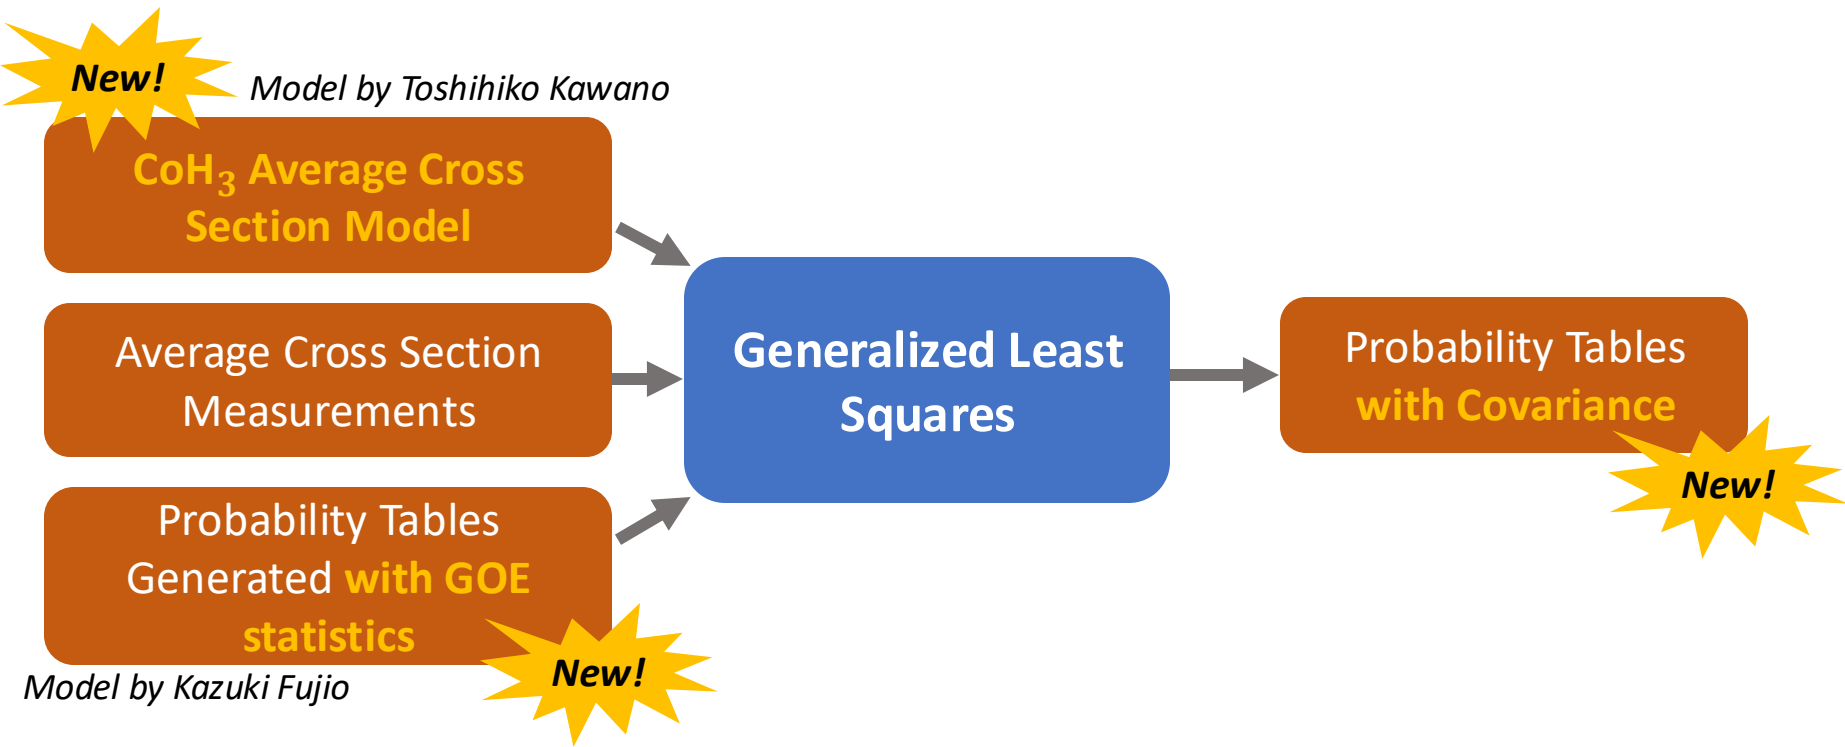 New!
Model by Toshihiko Kawano
CoH₃ Average Cross
Section Model
Average Cross Section
Measurements
Probability Tables
Generated with GOE
statistics
New!
Model by Kazuki Fujio
Generalized Least
Squares
Probability Tables
with Covariance
New!